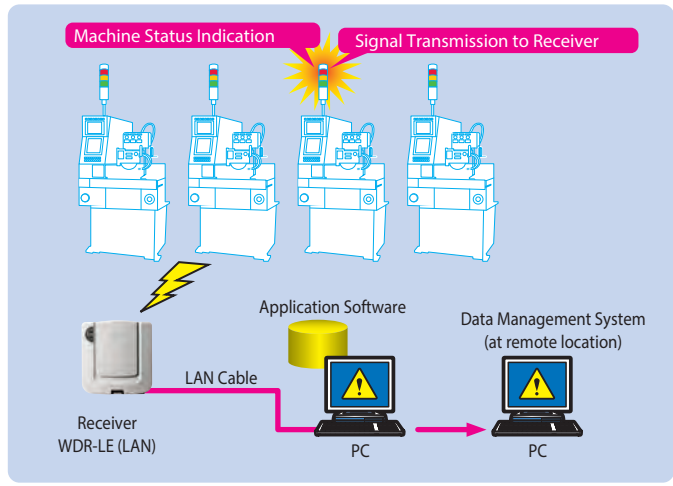 Machine Status Indication
Signal Transmission to Receiver
Application Software
Data Management System
(at remote location)
LAN Cable
Receiver
WDR-LE (LAN)
PC
PC